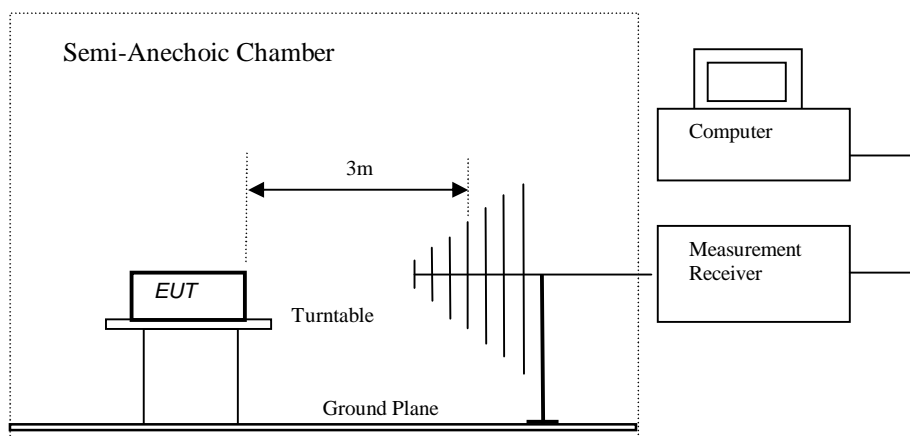 Semi-Anechoic Chamber
Computer
3m
Measurement
Receiver
EUT
Turntable
Ground Plane